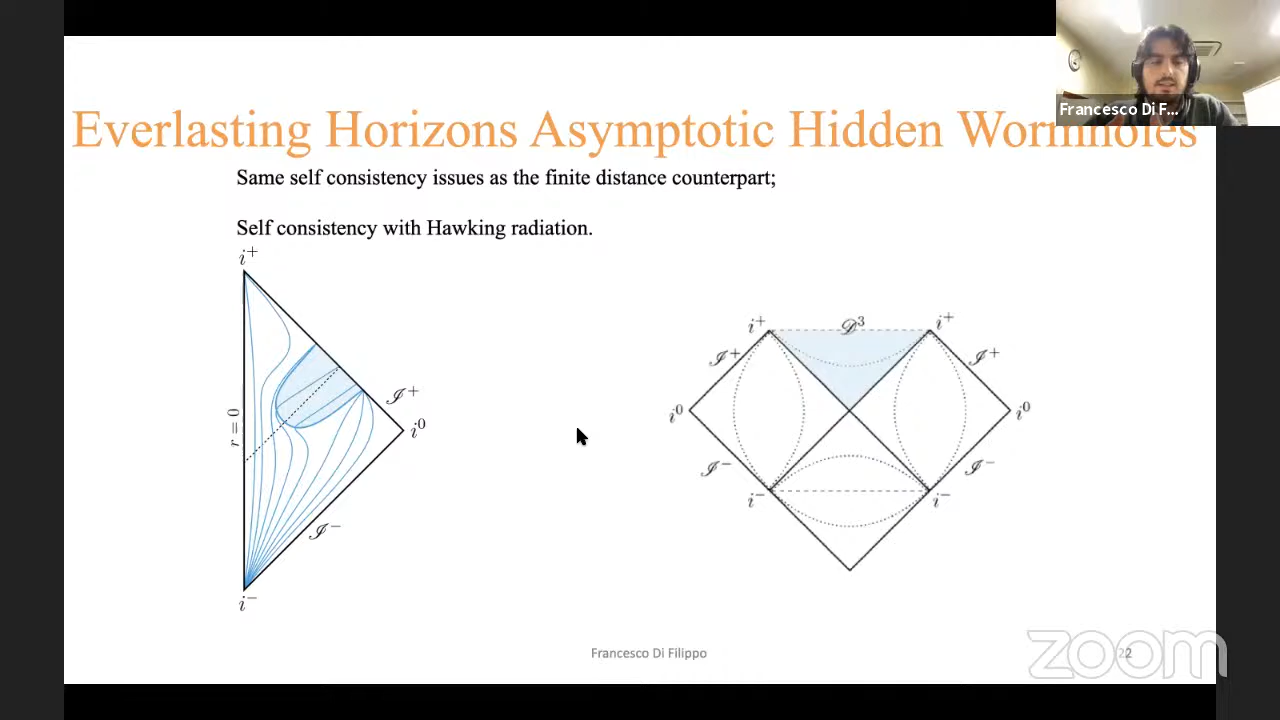 Francesco Di F...
Everlasting Horizons Asymptotic Hidden Wormholes
Same self consistency issues as the finite distance counterpart;
Self consistency with Hawking radiation.
i⁺
r = 0
ℐ⁺
i⁰
ℐ⁻
i⁻
i⁺
𝒟³
i⁺
ℐ⁺
ℐ⁺
i⁰
i⁰
ℐ⁻
ℐ⁻
i⁻
i⁻
Francesco Di Filippo
22
zoom